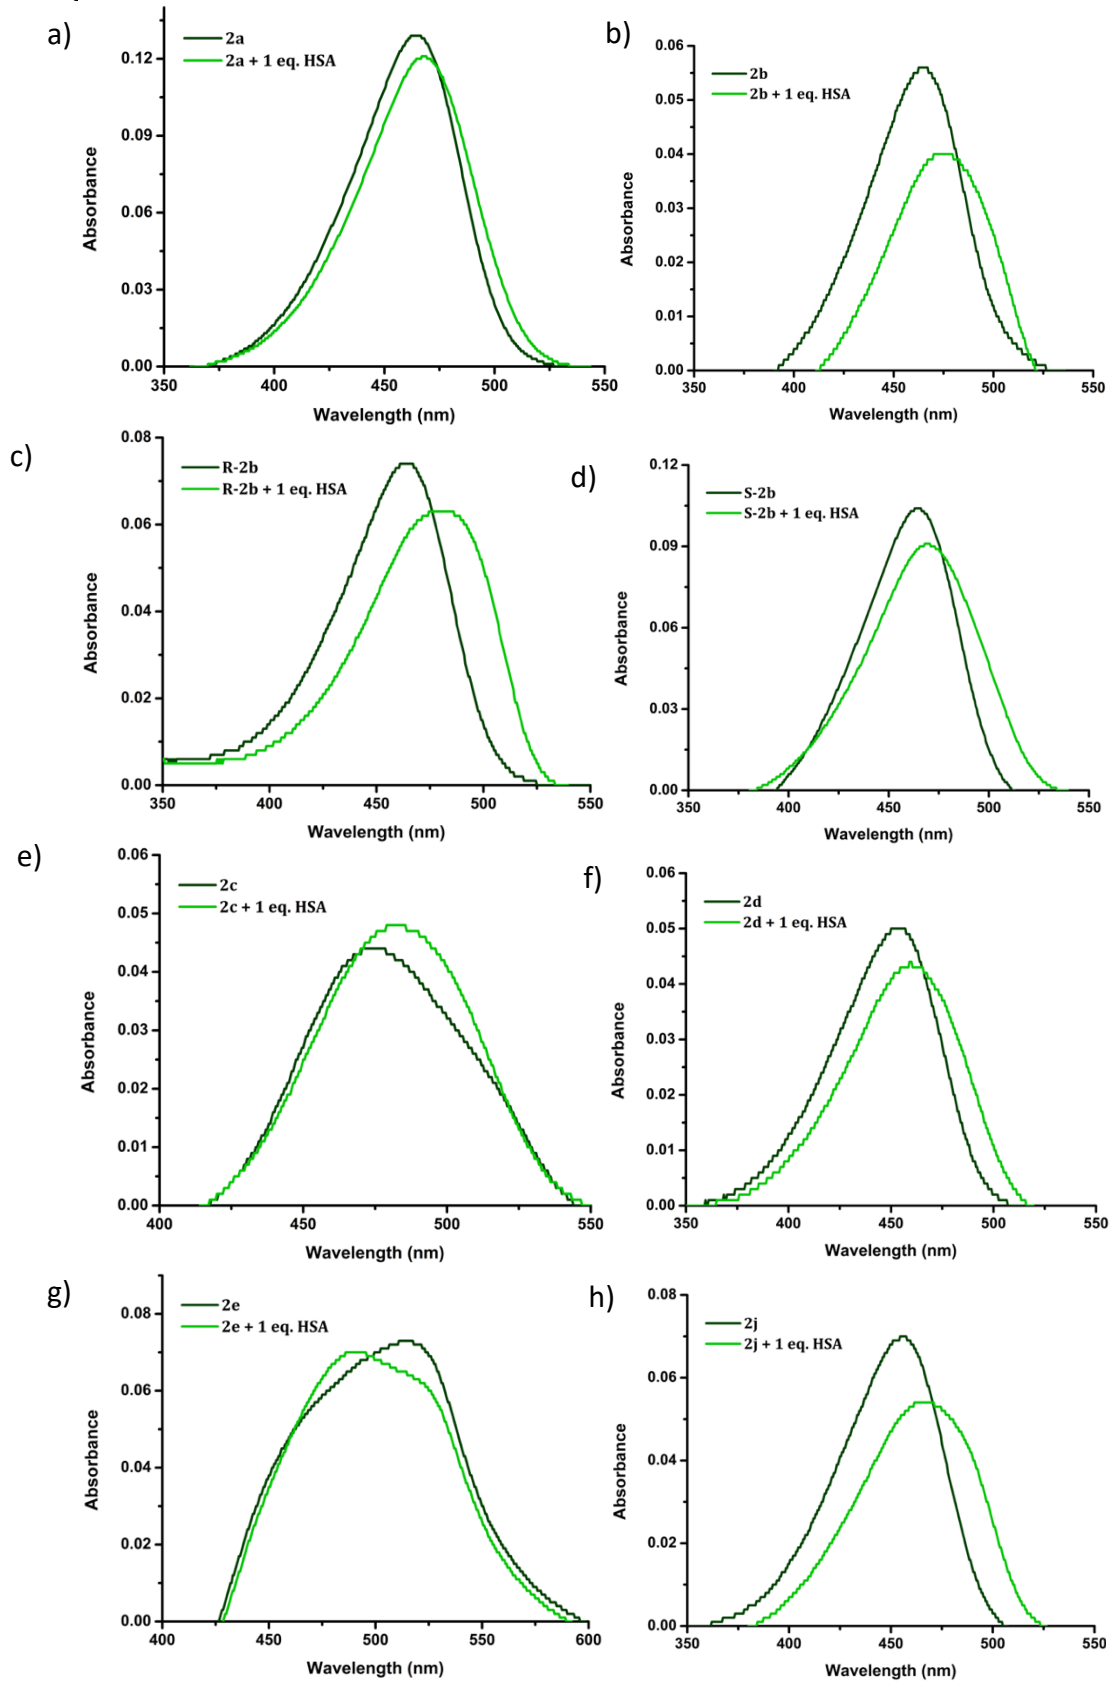 a)
2a
2a + 1 eq. HSA
0.12
0.09
0.06
0.03
0.00
350 400 450 500 550
Absorbance
Wavelength (nm)
b)
2b
2b + 1 eq. HSA
0.06
0.05
0.04
0.03
0.02
0.01
0.00
350 400 450 500 550
Absorbance
Wavelength (nm)
c)
R-2b
R-2b + 1 eq. HSA
0.08
0.06
0.04
0.02
0.00
350 400 450 500 550
Absorbance
Wavelength (nm)
d)
S-2b
S-2b + 1 eq. HSA
0.12
0.09
0.06
0.03
0.00
350 400 450 500 550
Absorbance
Wavelength (nm)
e)
2c
2c + 1 eq. HSA
0.06
0.05
0.04
0.03
0.02
0.01
0.00
400 450 500 550
Absorbance
Wavelength (nm)
f)
2d
2d + 1 eq. HSA
0.06
0.05
0.04
0.03
0.02
0.01
0.00
350 400 450 500 550
Absorbance
Wavelength (nm)
g)
2e
2e + 1 eq. HSA
0.08
0.06
0.04
0.02
0.00
400 450 500 550 600
Absorbance
Wavelength (nm)
h)
2j
2j + 1 eq. HSA
0.08
0.06
0.04
0.02
0.00
350 400 450 500 550
Absorbance
Wavelength (nm)